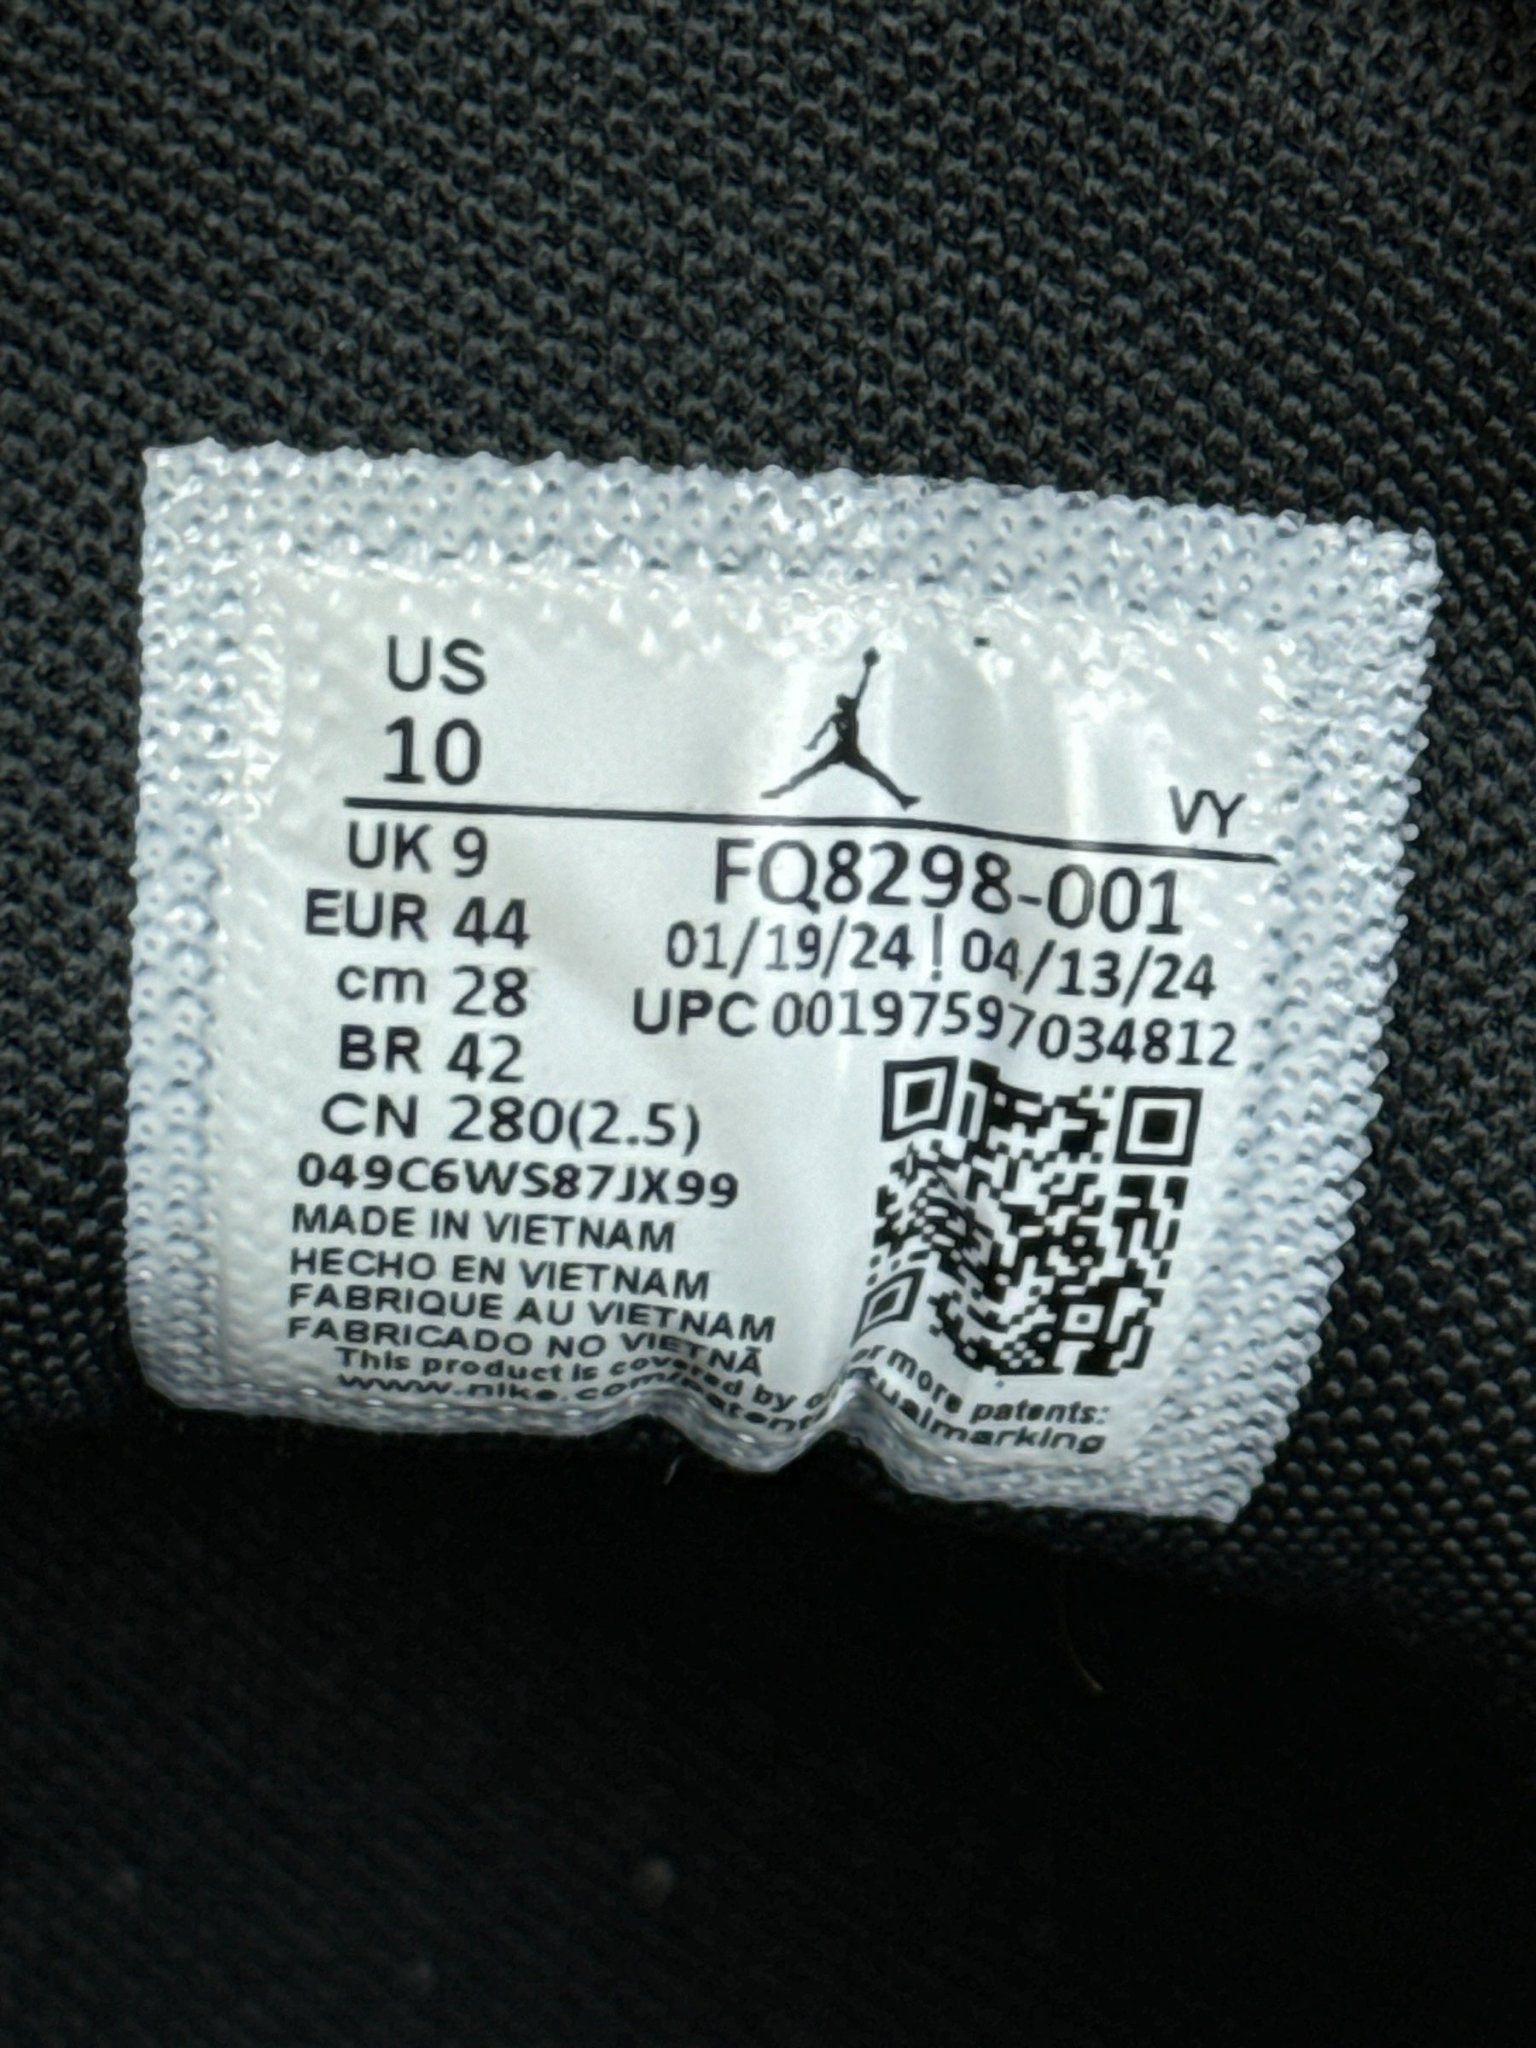 US
10
VY
UK 9
FQ8298-001
EUR 44
01/19/24 | 04/13/24
cm 28
UPC 00197597034812
BR 42
CN 280(2.5)
049C6WS87JX99
MADE IN VIETNAM
HECHO EN VIETNAM
FABRIQUE AU VIETNAM
FABRICADO NO VIETNÃ
This product is covered by more patents:
www.nike.com/